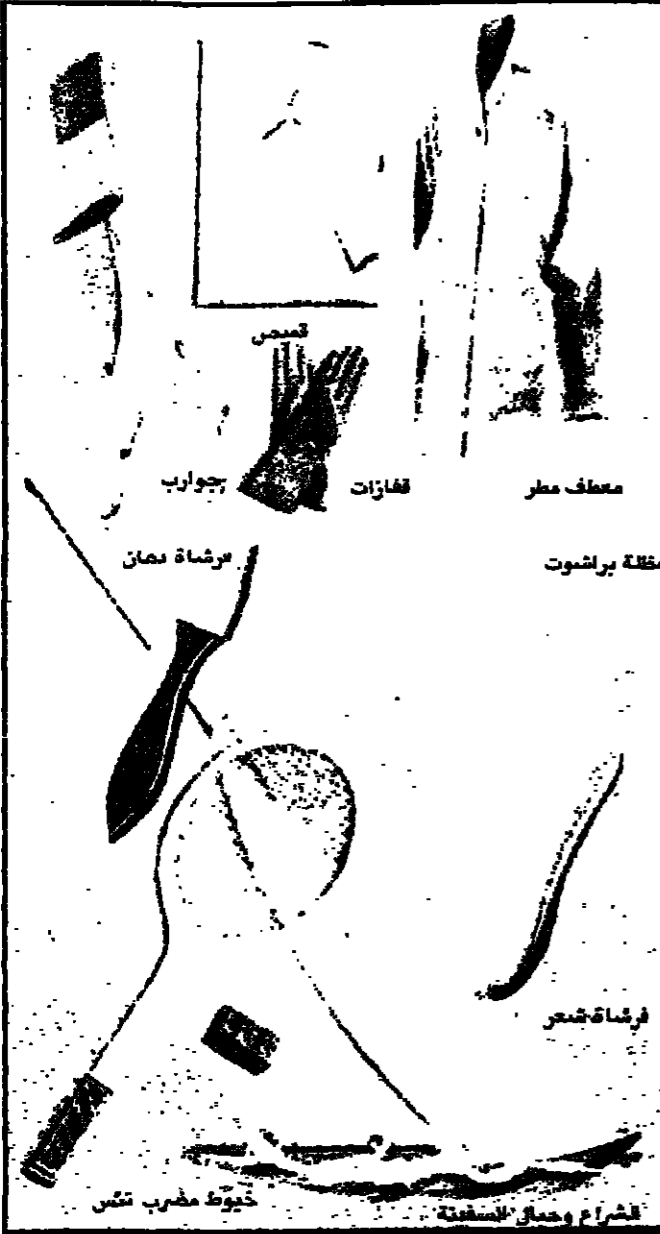 قميص
معطف مطر
قفازات
جوارب
مظلة براشوت
فرشاة دهان
فرشاة شعر
خيوط مضرب تنس
الشراع وحبال السفينة